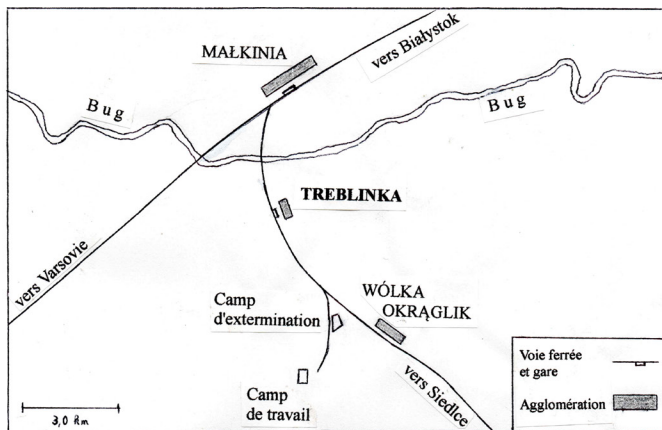 MAŁKINIA
vers Białystok
Bug
Bug
TREBLINKA
vers Varsovie
WÓLKA
OKRĄGLIK
Camp
d'extermination
Camp
de travail
vers Siedlce
Voie ferrée
et gare
Agglomération
3,0 Km